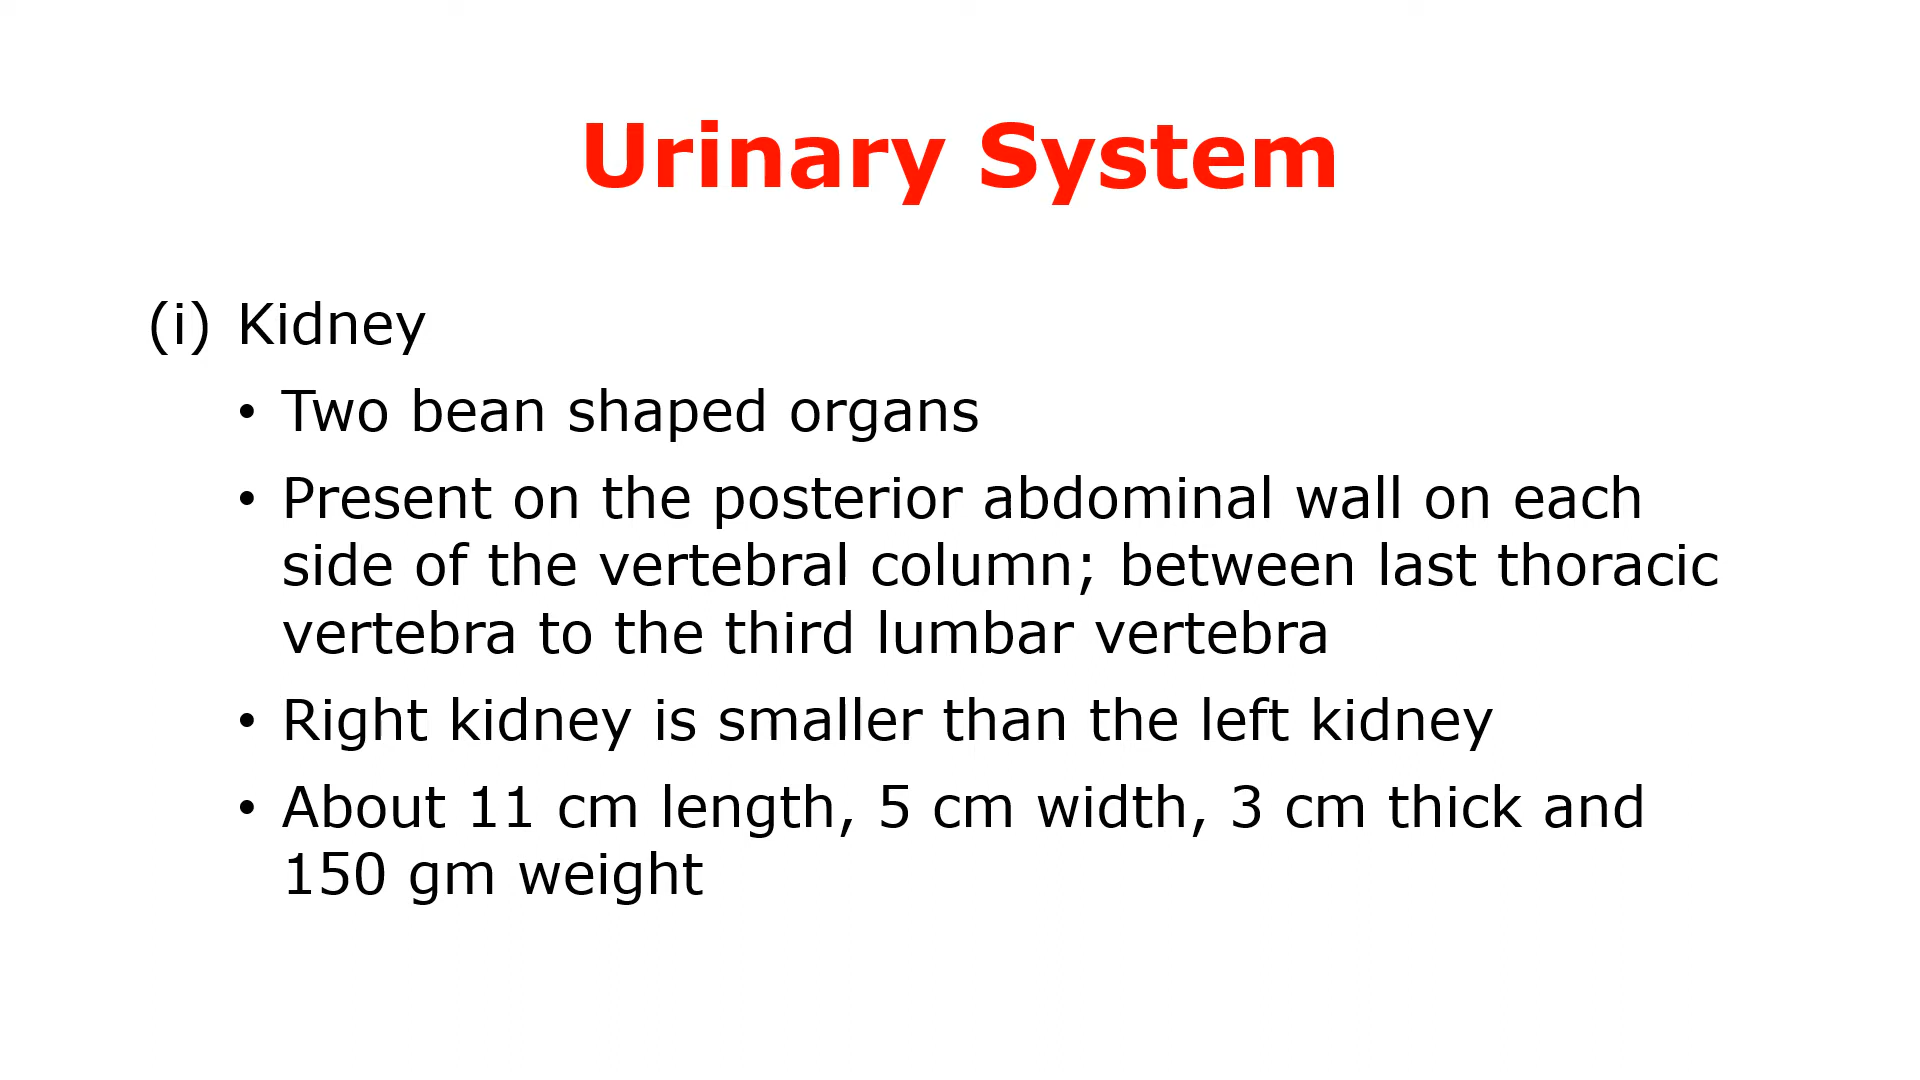 Urinary System
(i) Kidney
• Two bean shaped organs
• Present on the posterior abdominal wall on each
side of the vertebral column; between last thoracic
vertebra to the third lumbar vertebra
• Right kidney is smaller than the left kidney
• About 11 cm length, 5 cm width, 3 cm thick and
150 gm weight